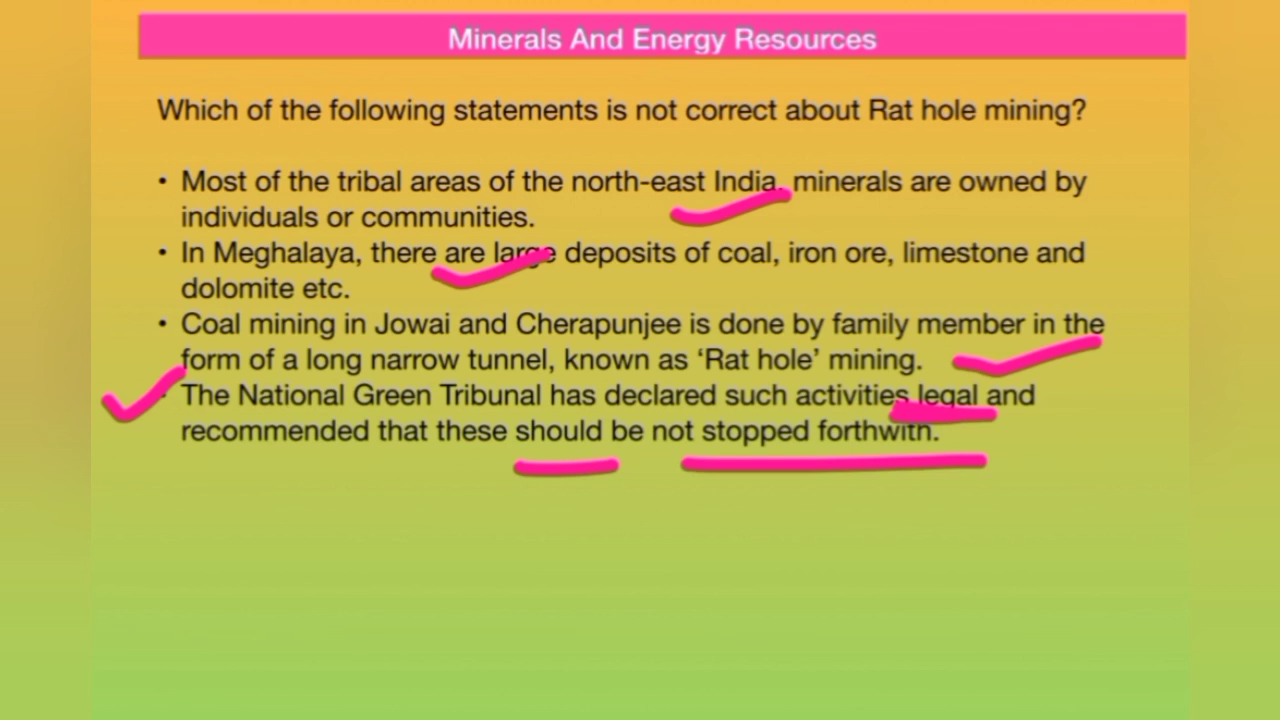 Minerals And Energy Resources
Which of the following statements is not correct about Rat hole mining?
• Most of the tribal areas of the north-east India, minerals are owned by
individuals or communities.
• In Meghalaya, there are large deposits of coal, iron ore, limestone and
dolomite etc.
• Coal mining in Jowai and Cherapunjee is done by family member in the
form of a long narrow tunnel, known as ‘Rat hole’ mining.
• The National Green Tribunal has declared such activities legal and
recommended that these should be not stopped forthwith.